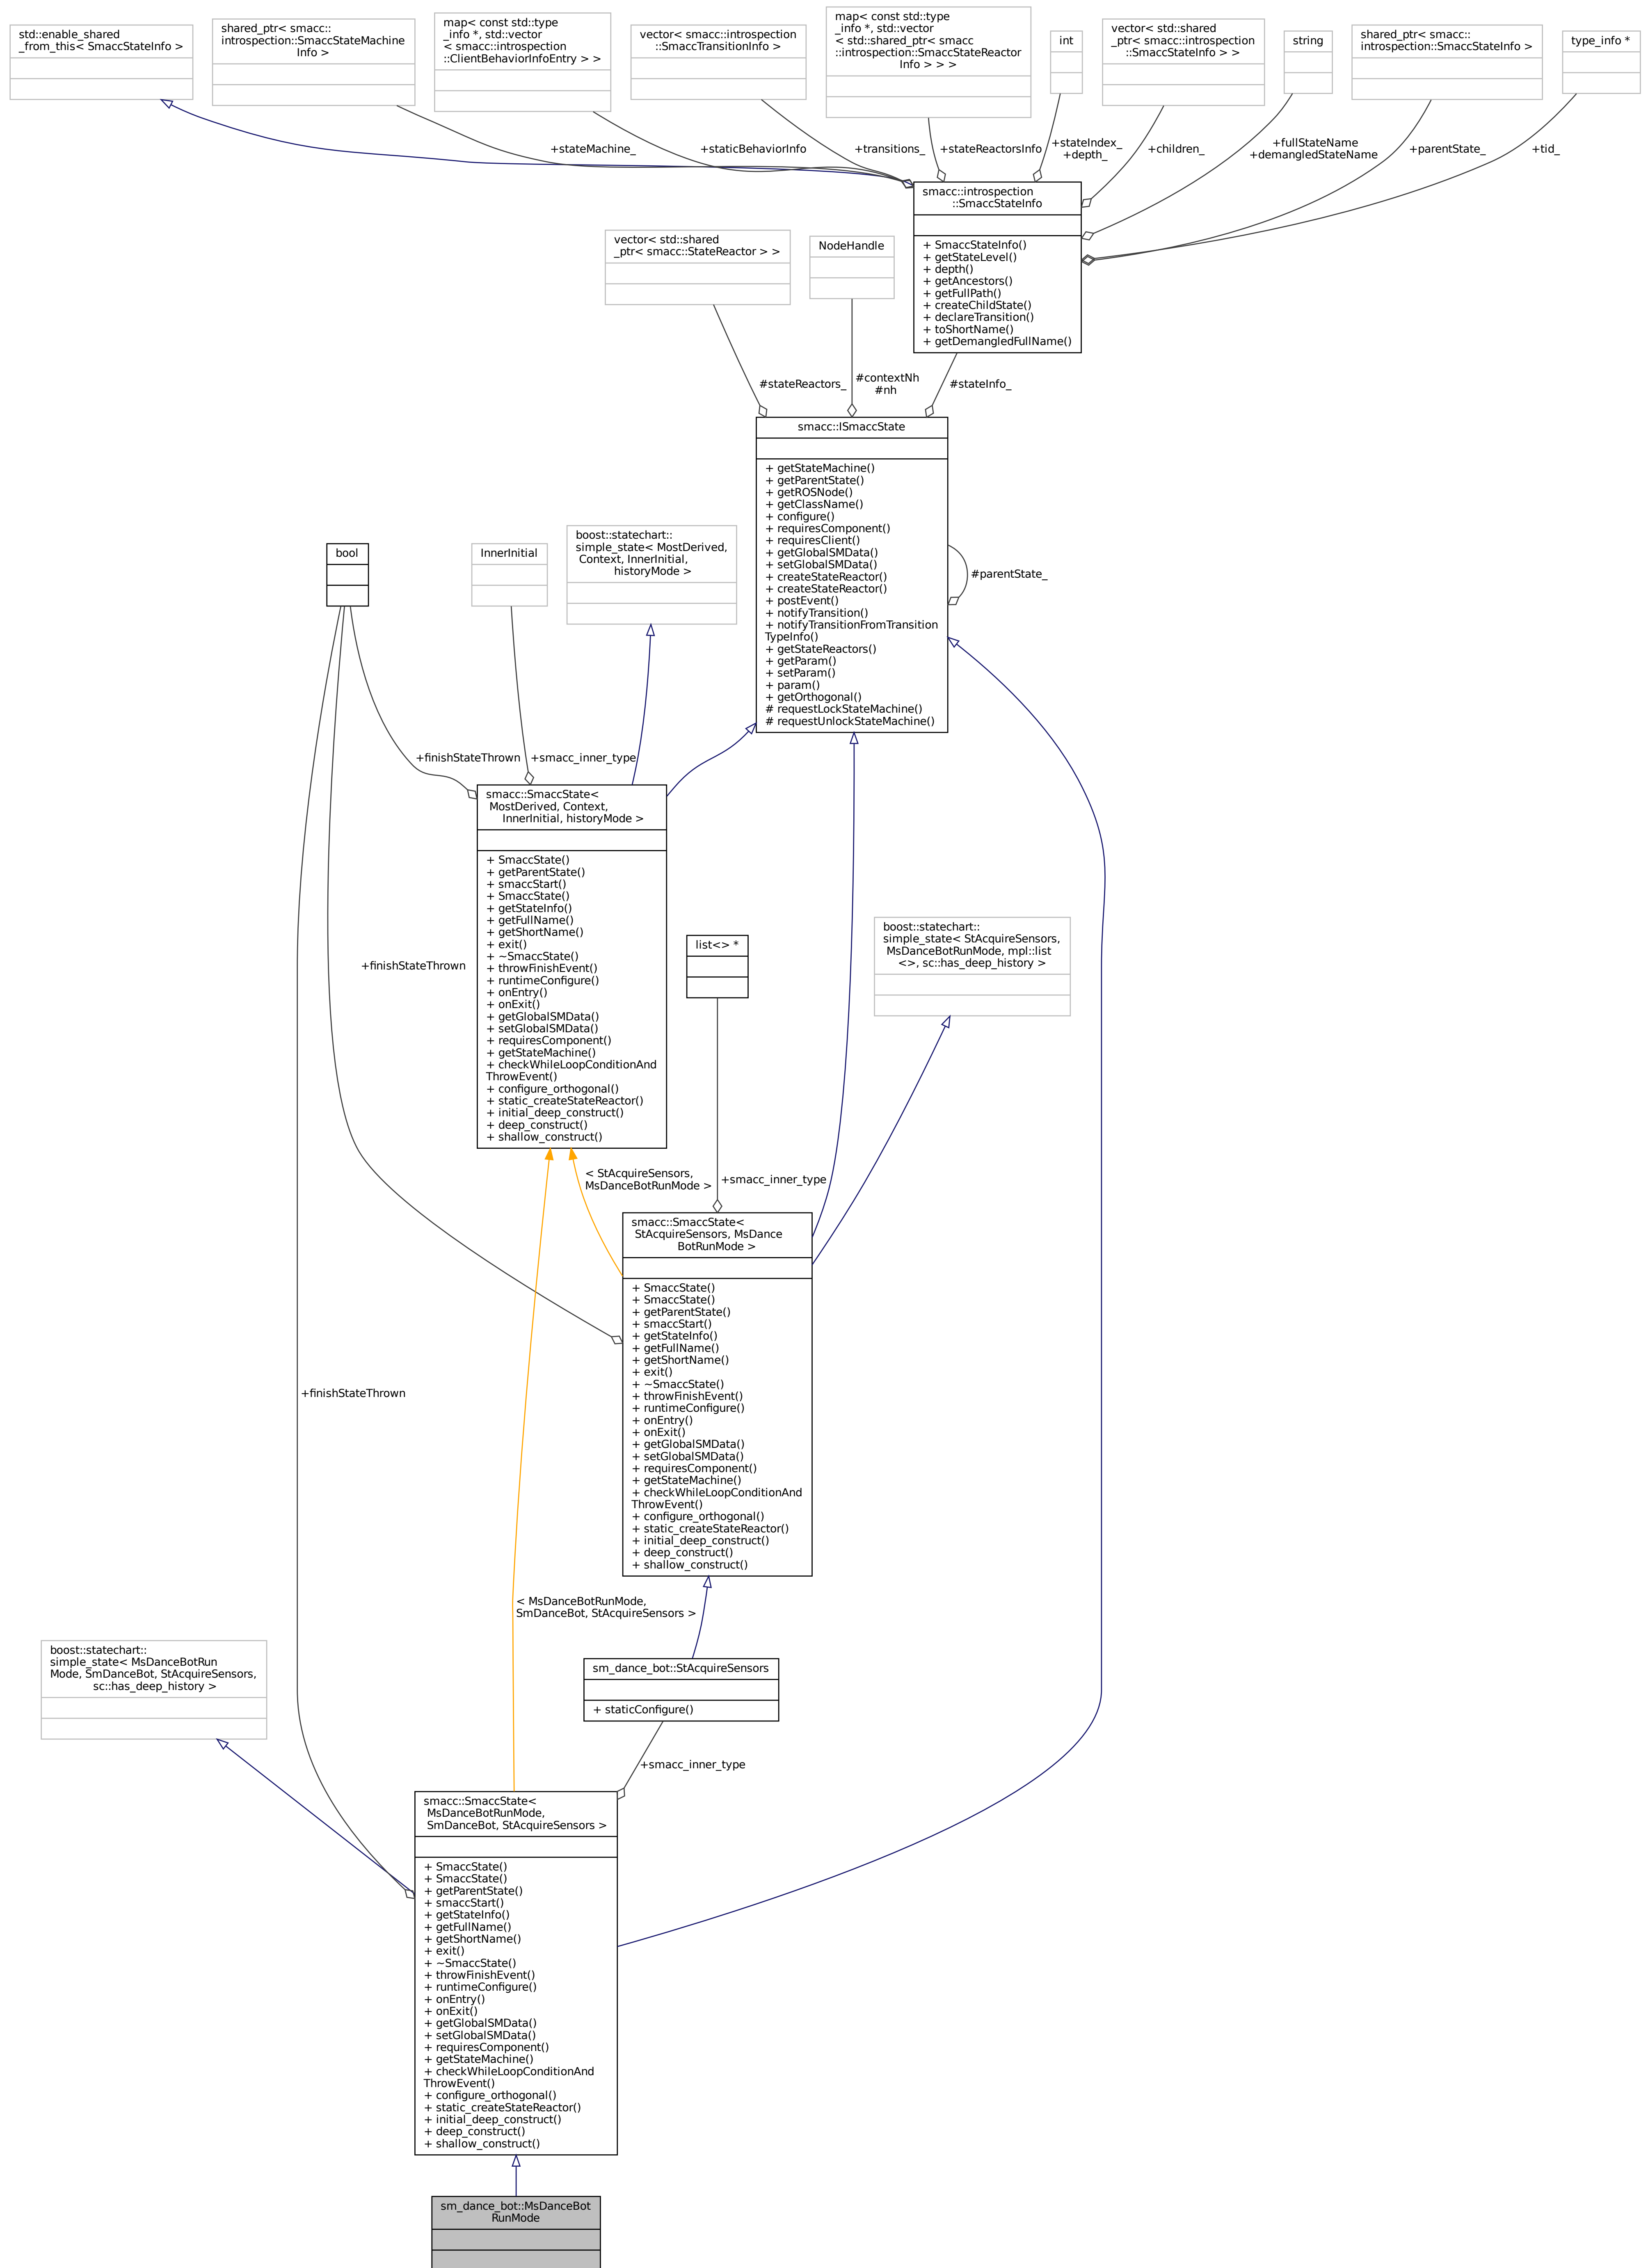 std::enable_shared
_from_this< SmaccStateInfo >
shared_ptr< smacc::
introspection::SmaccStateMachine
Info >
map< const std::type
_info *, std::vector
< smacc::introspection
::ClientBehaviorInfoEntry > >
vector< smacc::introspection
::SmaccTransitionInfo >
map< const std::type
_info *, std::vector
< std::shared_ptr< smacc
::introspection::SmaccStateReactor
Info > > >
int
vector< std::shared
_ptr< smacc::introspection
::SmaccStateInfo > >
string
shared_ptr< smacc::
introspection::SmaccStateInfo >
type_info *
+stateMachine_
+staticBehaviorInfo
+transitions_
+stateReactorsInfo
+stateIndex_
+depth_
+children_
+fullStateName
+demangledStateName
+parentState_
+tid_
smacc::introspection
::SmaccStateInfo
+ SmaccStateInfo()
+ getStateLevel()
+ depth()
+ getAncestors()
+ getFullPath()
+ createChildState()
+ declareTransition()
+ toShortName()
+ getDemangledFullName()
vector< std::shared
_ptr< smacc::StateReactor > >
NodeHandle
#stateReactors_
#contextNh
#nh
#stateInfo_
smacc::ISmaccState
+ getStateMachine()
+ getParentState()
+ getROSNode()
+ getClassName()
+ configure()
+ requiresComponent()
+ requiresClient()
+ getGlobalSMData()
+ setGlobalSMData()
+ createStateReactor()
+ createStateReactor()
+ postEvent()
+ notifyTransition()
+ notifyTransitionFromTransition
TypeInfo()
+ getStateReactors()
+ getParam()
+ setParam()
+ param()
+ getOrthogonal()
# requestLockStateMachine()
# requestUnlockStateMachine()
#parentState_
bool
InnerInitial
boost::statechart::
simple_state< MostDerived,
Context, InnerInitial,
historyMode >
+finishStateThrown
+smacc_inner_type
smacc::SmaccState<
MostDerived, Context,
InnerInitial, historyMode >
+ SmaccState()
+ getParentState()
+ smaccStart()
+ SmaccState()
+ getStateInfo()
+ getFullName()
+ getShortName()
+ exit()
+ ~SmaccState()
+ throwFinishEvent()
+ runtimeConfigure()
+ onEntry()
+ onExit()
+ getGlobalSMData()
+ setGlobalSMData()
+ requiresComponent()
+ getStateMachine()
+ checkWhileLoopConditionAnd
ThrowEvent()
+ configure_orthogonal()
+ static_createStateReactor()
+ initial_deep_construct()
+ deep_construct()
+ shallow_construct()
+finishStateThrown
list<> *
boost::statechart::
simple_state< StAcquireSensors,
MsDanceBotRunMode, mpl::list
<>, sc::has_deep_history >
< StAcquireSensors,
MsDanceBotRunMode >
+smacc_inner_type
smacc::SmaccState<
StAcquireSensors, MsDance
BotRunMode >
+ SmaccState()
+ SmaccState()
+ getParentState()
+ smaccStart()
+ getStateInfo()
+ getFullName()
+ getShortName()
+ exit()
+ ~SmaccState()
+ throwFinishEvent()
+ runtimeConfigure()
+ onEntry()
+ onExit()
+ getGlobalSMData()
+ setGlobalSMData()
+ requiresComponent()
+ getStateMachine()
+ checkWhileLoopConditionAnd
ThrowEvent()
+ configure_orthogonal()
+ static_createStateReactor()
+ initial_deep_construct()
+ deep_construct()
+ shallow_construct()
+finishStateThrown
< MsDanceBotRunMode,
SmDanceBot, StAcquireSensors >
boost::statechart::
simple_state< MsDanceBotRun
Mode, SmDanceBot, StAcquireSensors,
sc::has_deep_history >
sm_dance_bot::StAcquireSensors
+ staticConfigure()
+smacc_inner_type
smacc::SmaccState<
MsDanceBotRunMode,
SmDanceBot, StAcquireSensors >
+ SmaccState()
+ SmaccState()
+ getParentState()
+ smaccStart()
+ getStateInfo()
+ getFullName()
+ getShortName()
+ exit()
+ ~SmaccState()
+ throwFinishEvent()
+ runtimeConfigure()
+ onEntry()
+ onExit()
+ getGlobalSMData()
+ setGlobalSMData()
+ requiresComponent()
+ getStateMachine()
+ checkWhileLoopConditionAnd
ThrowEvent()
+ configure_orthogonal()
+ static_createStateReactor()
+ initial_deep_construct()
+ deep_construct()
+ shallow_construct()
sm_dance_bot::MsDanceBot
RunMode